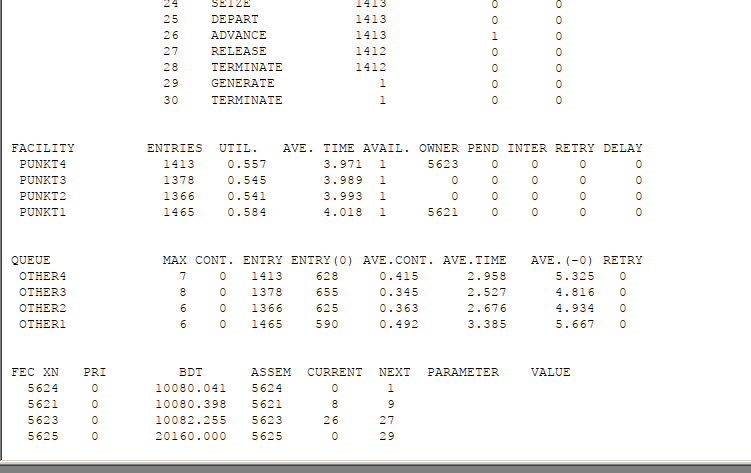 24 SEIZE 1413 0 0
25 DEPART 1413 0 0
26 ADVANCE 1413 1 0
27 RELEASE 1412 0 0
28 TERMINATE 1412 0 0
29 GENERATE 1 0 0
30 TERMINATE 1 0 0
FACILITY ENTRIES UTIL. AVE. TIME AVAIL. OWNER PEND INTER RETRY DELAY
PUNKT4 1413 0.557 3.971 1 5623 0 0 0 0
PUNKT3 1378 0.545 3.989 1 0 0 0 0 0
PUNKT2 1366 0.541 3.993 1 0 0 0 0 0
PUNKT1 1465 0.584 4.018 1 5621 0 0 0 0
QUEUE MAX CONT. ENTRY ENTRY(0) AVE.CONT. AVE.TIME AVE.(-0) RETRY
OTHER4 7 0 1413 628 0.415 2.958 5.325 0
OTHER3 8 0 1378 655 0.345 2.527 4.816 0
OTHER2 6 0 1366 625 0.363 2.676 4.934 0
OTHER1 6 0 1465 590 0.492 3.385 5.667 0
FEC XN PRI BDT ASSEM CURRENT NEXT PARAMETER VALUE
5624 0 10080.041 5624 0 1
5621 0 10080.398 5621 8 9
5623 0 10082.255 5623 26 27
5625 0 20160.000 5625 0 29